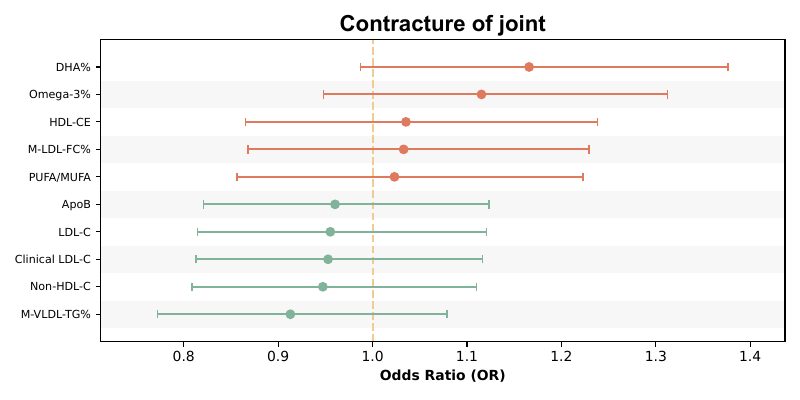 Contracture of joint
DHA%
Omega-3%
HDL-CE
M-LDL-FC%
PUFA/MUFA
ApoB
LDL-C
Clinical LDL-C
Non-HDL-C
M-VLDL-TG%
0.8 0.9 1.0 1.1 1.2 1.3 1.4
Odds Ratio (OR)